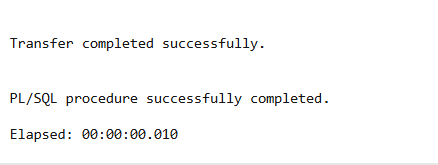 Transfer completed successfully.
PL/SQL procedure successfully completed.
Elapsed: 00:00:00.010